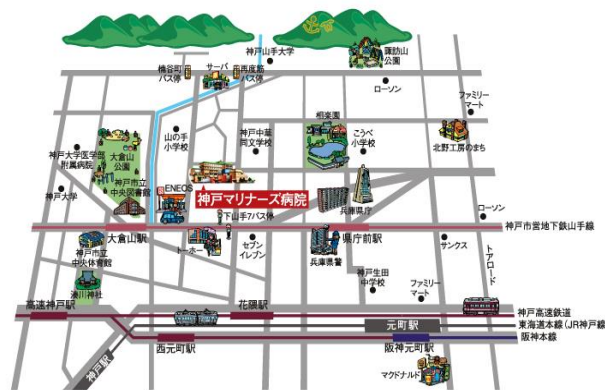 神戸山手大学
諏訪山
公園
楠谷町
バス停
サーバ
再度筋
バス停
ローソン
ファミリー
マート
山の手
小学校
神戸中華
同文学校
相楽園
こうべ
小学校
北野工房のまち
神戸大学医学部
附属病院
大倉山
公園
神戸大学
神戸市立
中央図書館
ENEOS
神戸マリナーズ病院
兵庫県庁
下山手7バス停
ローソン
神戸市営地下鉄山手線
大倉山駅
県庁前駅
トーホー
セブン
イレブン
兵庫県警
サンクス
トアロード
神戸市立
中央体育館
神戸生田
中学校
ファミリー
マート
湊川神社
高速神戸駅
花隈駅
神戸高速鉄道
元町駅
東海道本線(JR神戸線)
西元町駅
阪神元町駅
阪神本線
神戸駅
マクドナルド